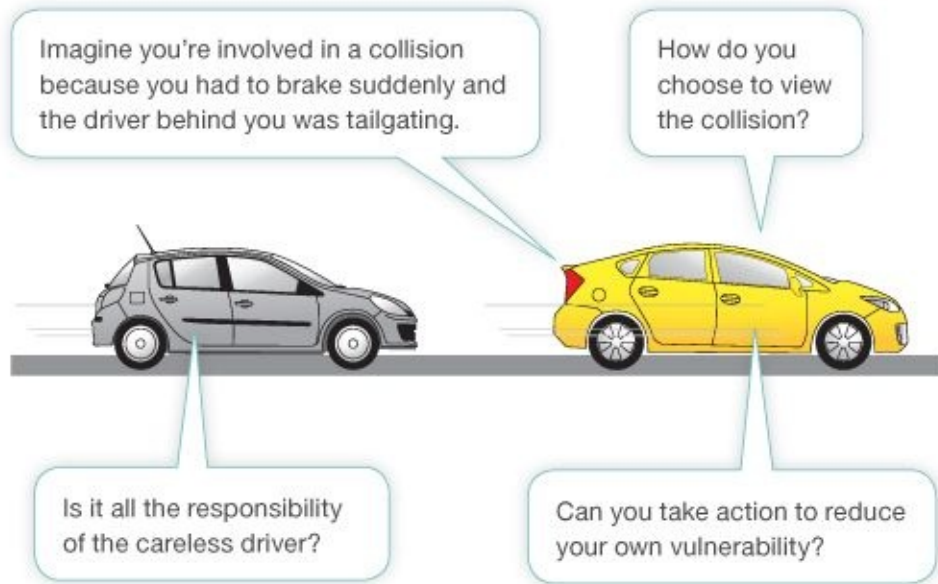 Imagine you're involved in a collision
because you had to brake suddenly and
the driver behind you was tailgating.
How do you
choose to view
the collision?
Is it all the responsibility
of the careless driver?
Can you take action to reduce
your own vulnerability?